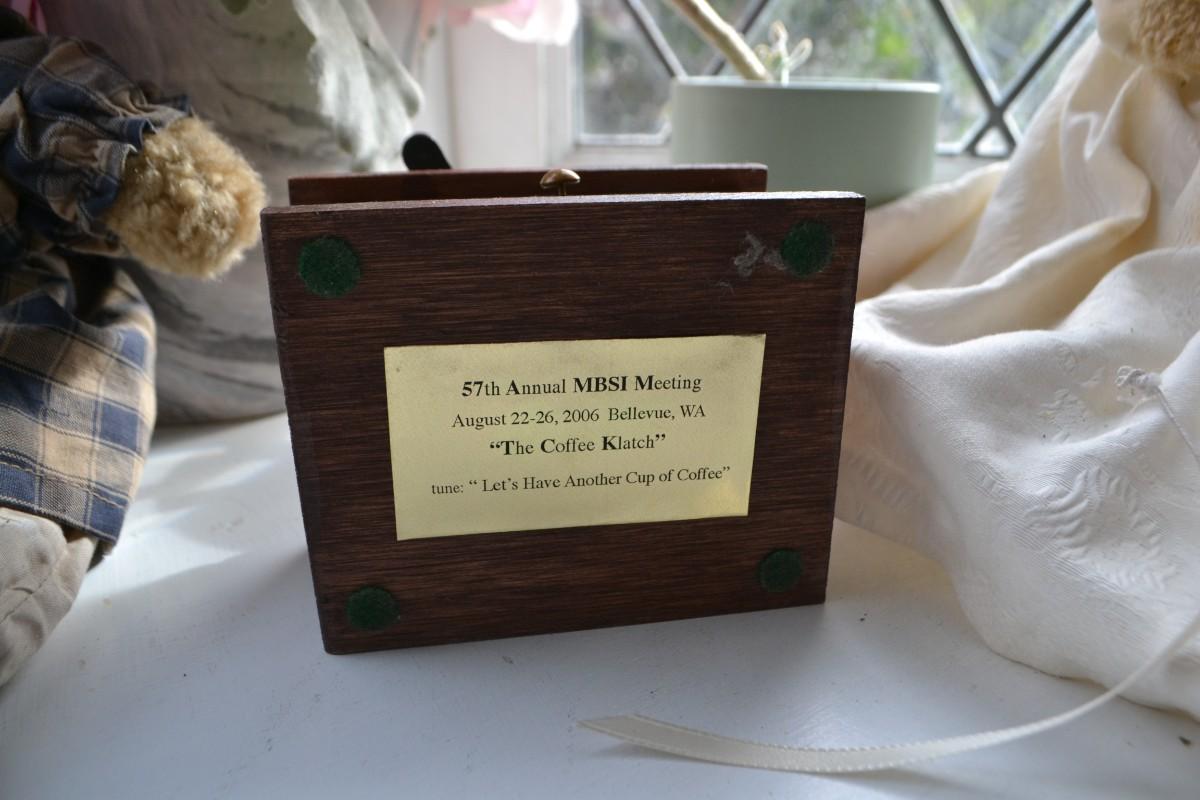 57th Annual MBSI Meeting
August 22-26, 2006 Bellevue, WA
“The Coffee Klatch”
tune: “ Let's Have Another Cup of Coffee”